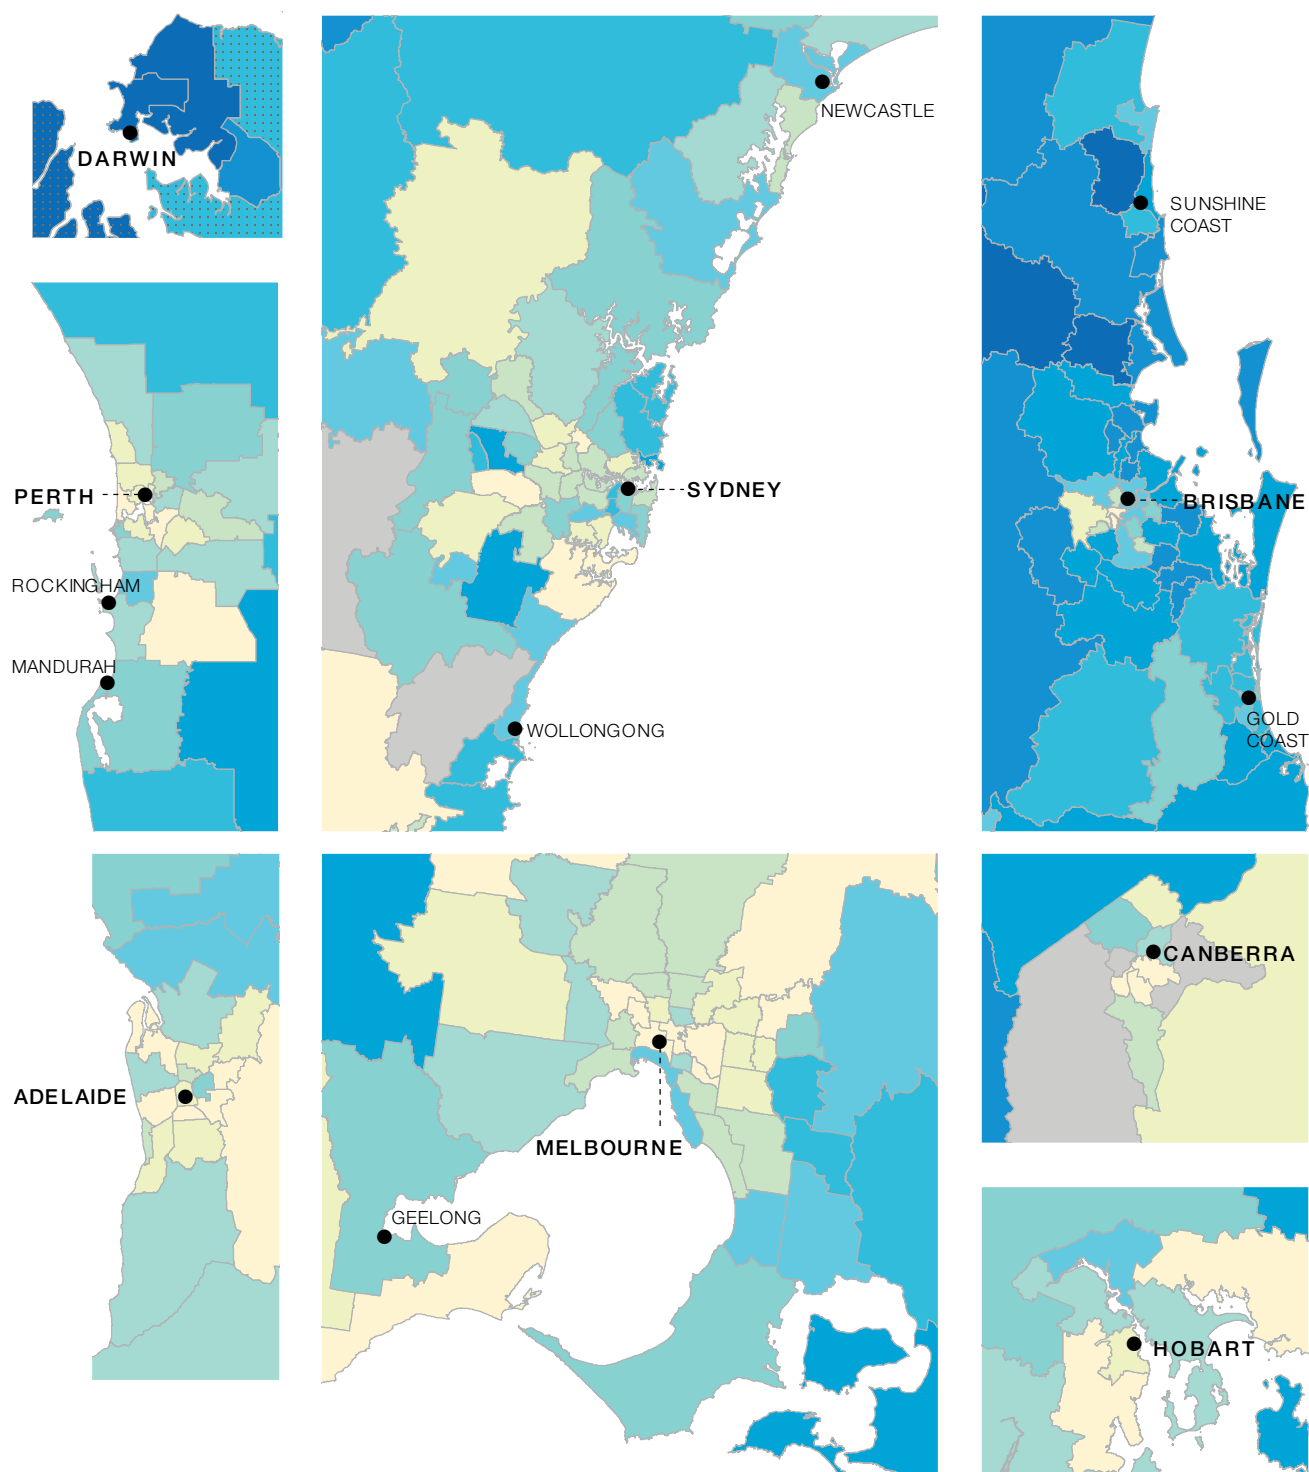 NEWCASTLE
DARWIN
SUNSHINE
COAST
PERTH
SYDNEY
BRISBANE
ROCKINGHAM
MANDURAH
WOLLONGONG
GOLD
COAST
CANBERRA
ADELAIDE
MELBOURNE
GEELONG
HOBART